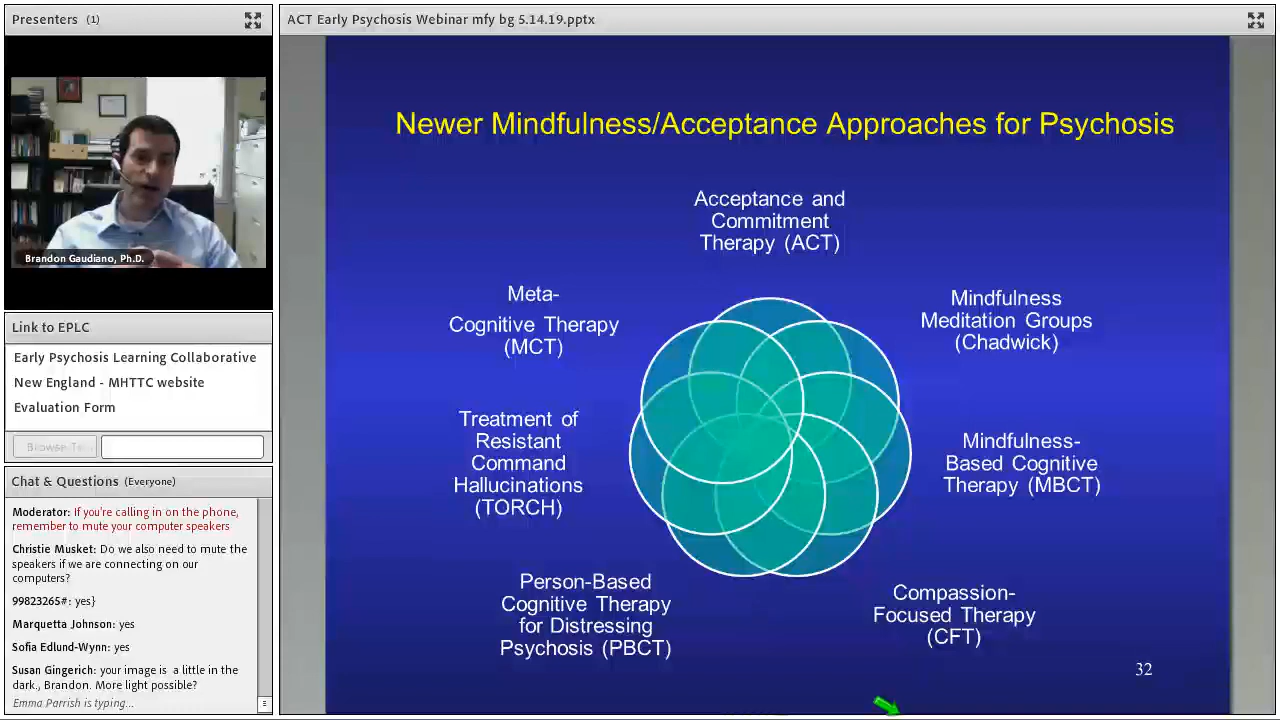 Presenters (1)
Brandon Gaudiano, Ph.D.
Link to EPLC
Early Psychosis Learning Collaborative
New England - MHTTC website
Evaluation Form
Browse To
Chat & Questions (Everyone)
Moderator: If you're calling in on the phone,
remember to mute your computer speakers
Christie Musket: Do we also need to mute the
speakers if we are connecting on our
computers?
99823265#: yes}
Marquetta Johnson: yes
Sofia Edlund-Wynn: yes
Susan Gingerich: your image is a little in the
dark., Brandon. More light possible?
Emma Parrish is typing...
ACT Early Psychosis Webinar mfy bg 5.14.19.pptx
Newer Mindfulness/Acceptance Approaches for Psychosis
Acceptance and
Commitment
Therapy (ACT)
Mindfulness
Meditation Groups
(Chadwick)
Mindfulness-
Based Cognitive
Therapy (MBCT)
Compassion-
Focused Therapy
(CFT)
Person-Based
Cognitive Therapy
for Distressing
Psychosis (PBCT)
Treatment of
Resistant
Command
Hallucinations
(TORCH)
Meta-
Cognitive Therapy
(MCT)
32